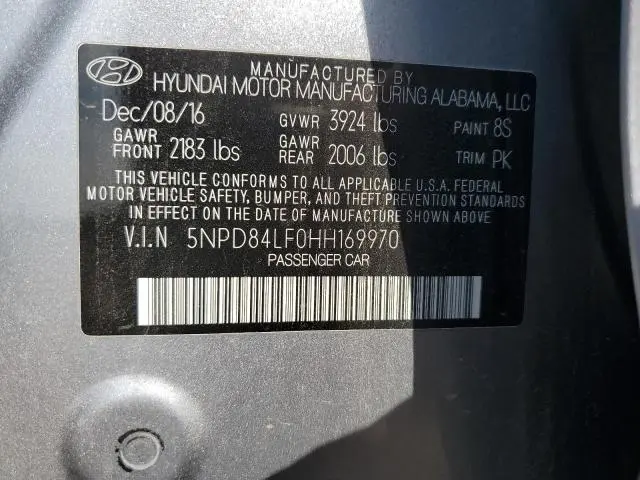 MANUFACTURED BY
HYUNDAI MOTOR MANUFACTURING ALABAMA, LLC
Dec/08/16 GVWR 3924 lbs PAINT 8S
GAWR FRONT 2183 lbs GAWR REAR 2006 lbs TRIM PK
THIS VEHICLE CONFORMS TO ALL APPLICABLE U.S.A. FEDERAL
MOTOR VEHICLE SAFETY, BUMPER, AND THEFT PREVENTION STANDARDS
IN EFFECT ON THE DATE OF MANUFACTURE SHOWN ABOVE
V.I.N 5NPD84LF0HH169970
PASSENGER CAR